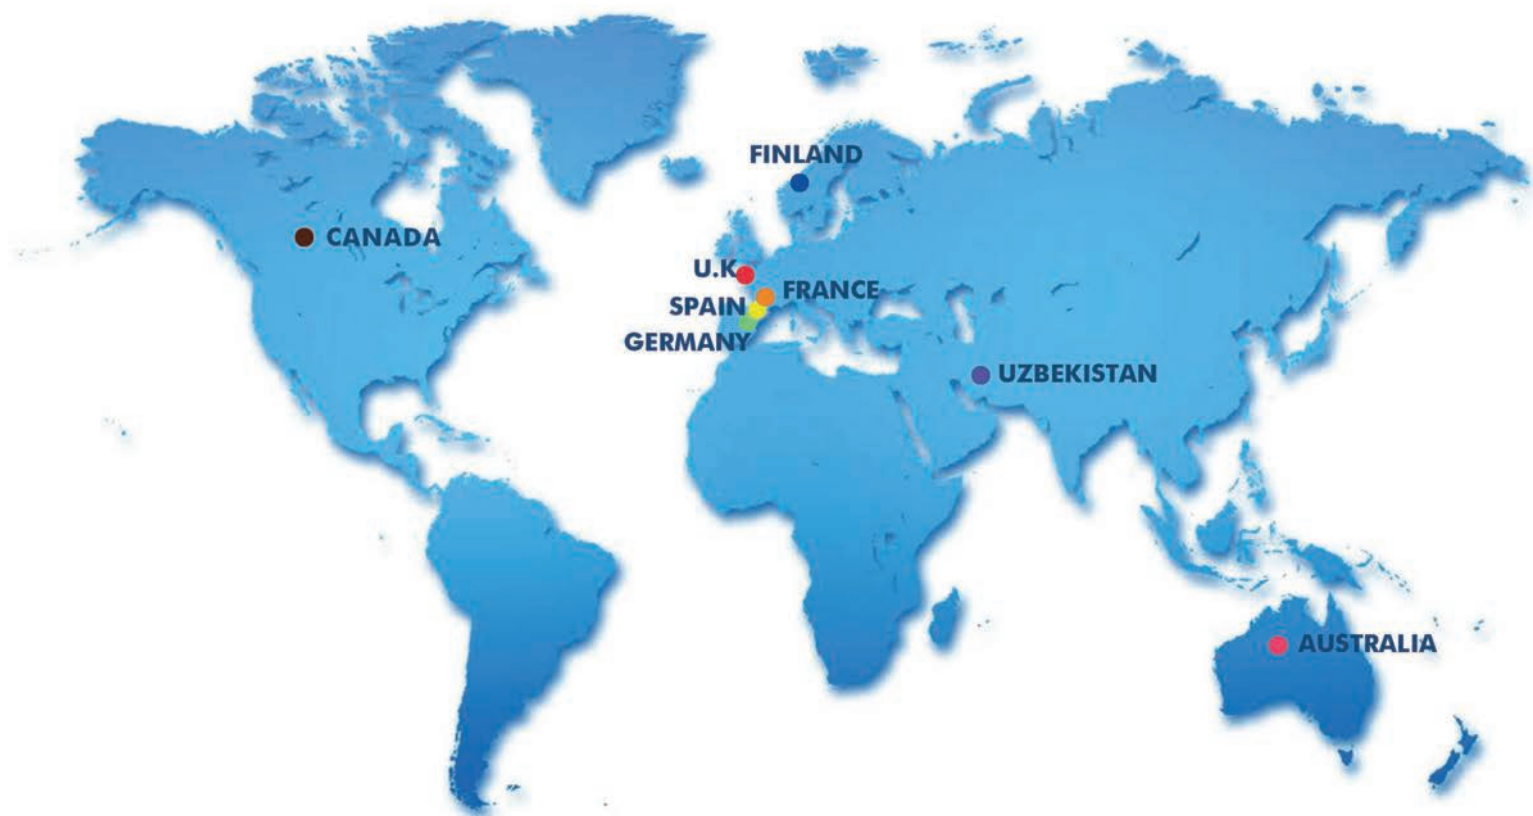 FINLAND
CANADA
U.K
FRANCE
SPAIN
GERMANY
UZBEKISTAN
AUSTRALIA